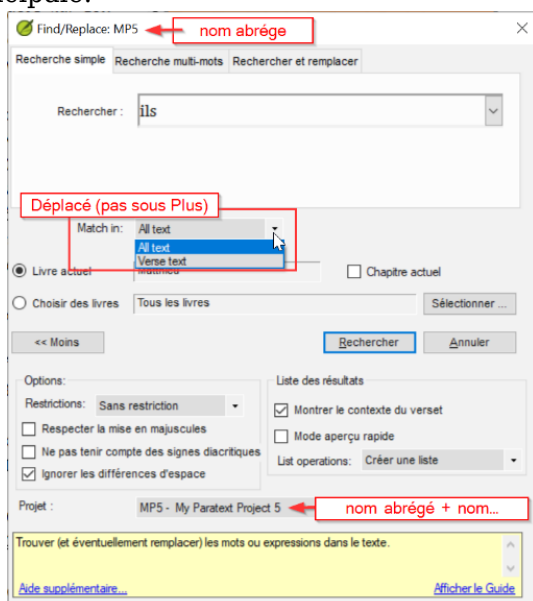 cipale.
Find/Replace: MP5
nom abrége
Recherche simple Recherche multi-mots Rechercher et remplacer
Rechercher : ils
Déplacé (pas sous Plus)
Match in: All text
All text
Verse text
Livre actuel Matthieu Chapitre actuel
Choisir des livres Tous les livres Sélectionner ...
<< Moins Rechercher Annuler
Options: Liste des résultats
Restrictions: Sans restriction
Montrer le contexte du verset
Respecter la mise en majuscules
Mode aperçu rapide
Ne pas tenir compte des signes diacritiques
List operations: Créer une liste
Ignorer les différences d'espace
Projet : MP5 - My Paratext Project 5
nom abrégé + nom...
Trouver (et éventuellement remplacer) les mots ou expressions dans le texte.
Aide supplémentaire... Afficher le Guide